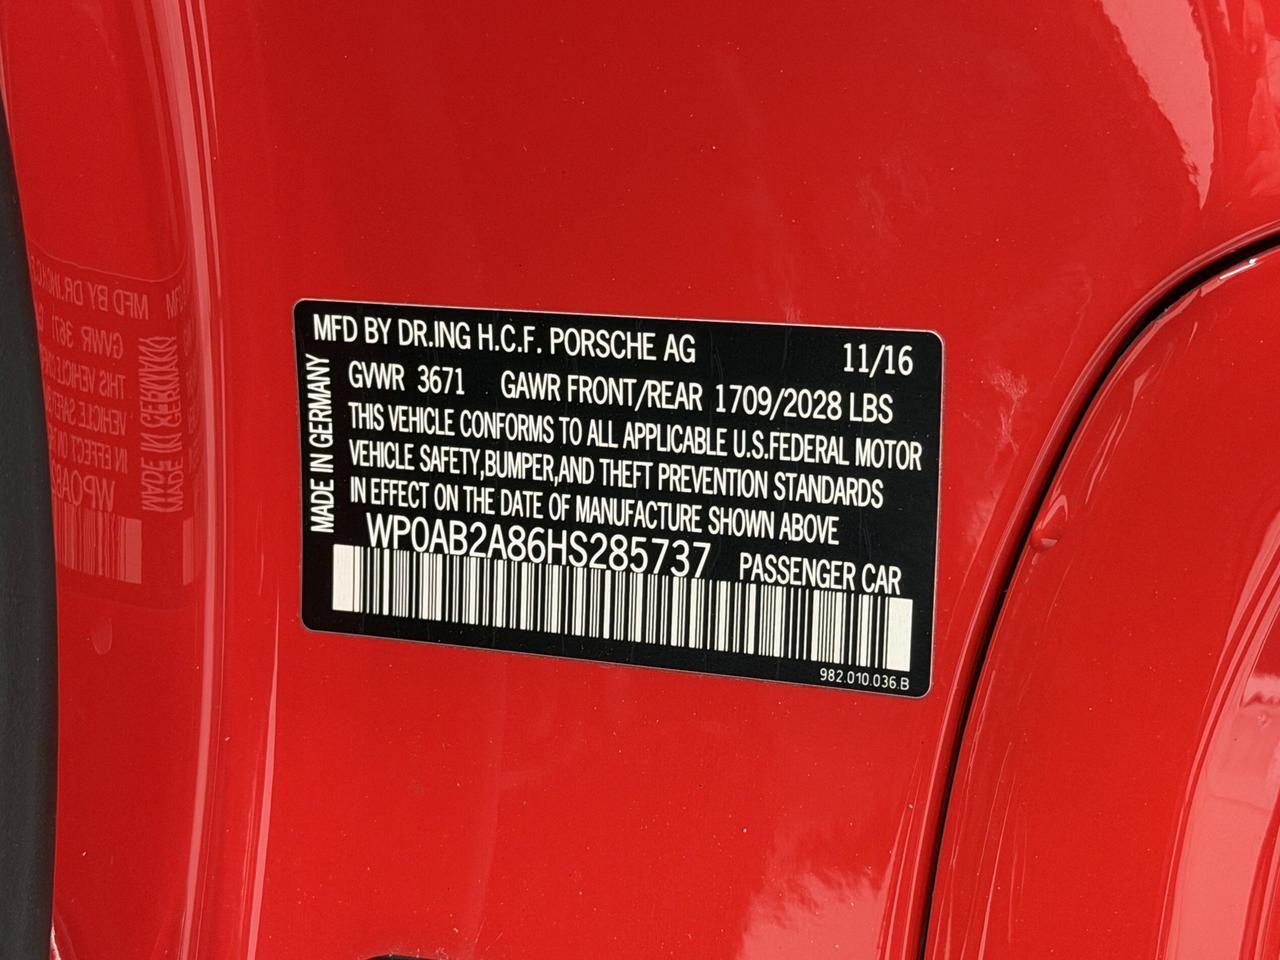 MFD BY DR.ING H.C.F. PORSCHE AG 11/16
GVWR 3671 GAWR FRONT/REAR 1709/2028 LBS
THIS VEHICLE CONFORMS TO ALL APPLICABLE U.S.FEDERAL MOTOR
VEHICLE SAFETY,BUMPER,AND THEFT PREVENTION STANDARDS
IN EFFECT ON THE DATE OF MANUFACTURE SHOWN ABOVE
WP0AB2A86HS285737 PASSENGER CAR
982.010.036.B
MADE IN GERMANY